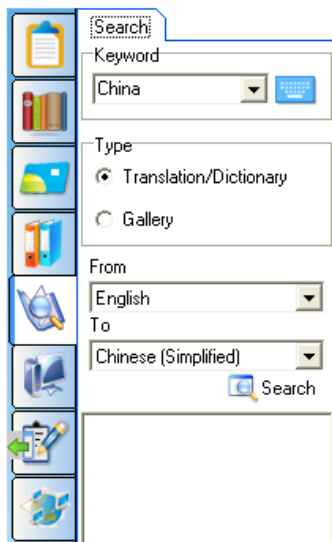 Search
Keyword
China
Type
Translation/Dictionary
Gallery
From
English
To
Chinese (Simplified)
Search